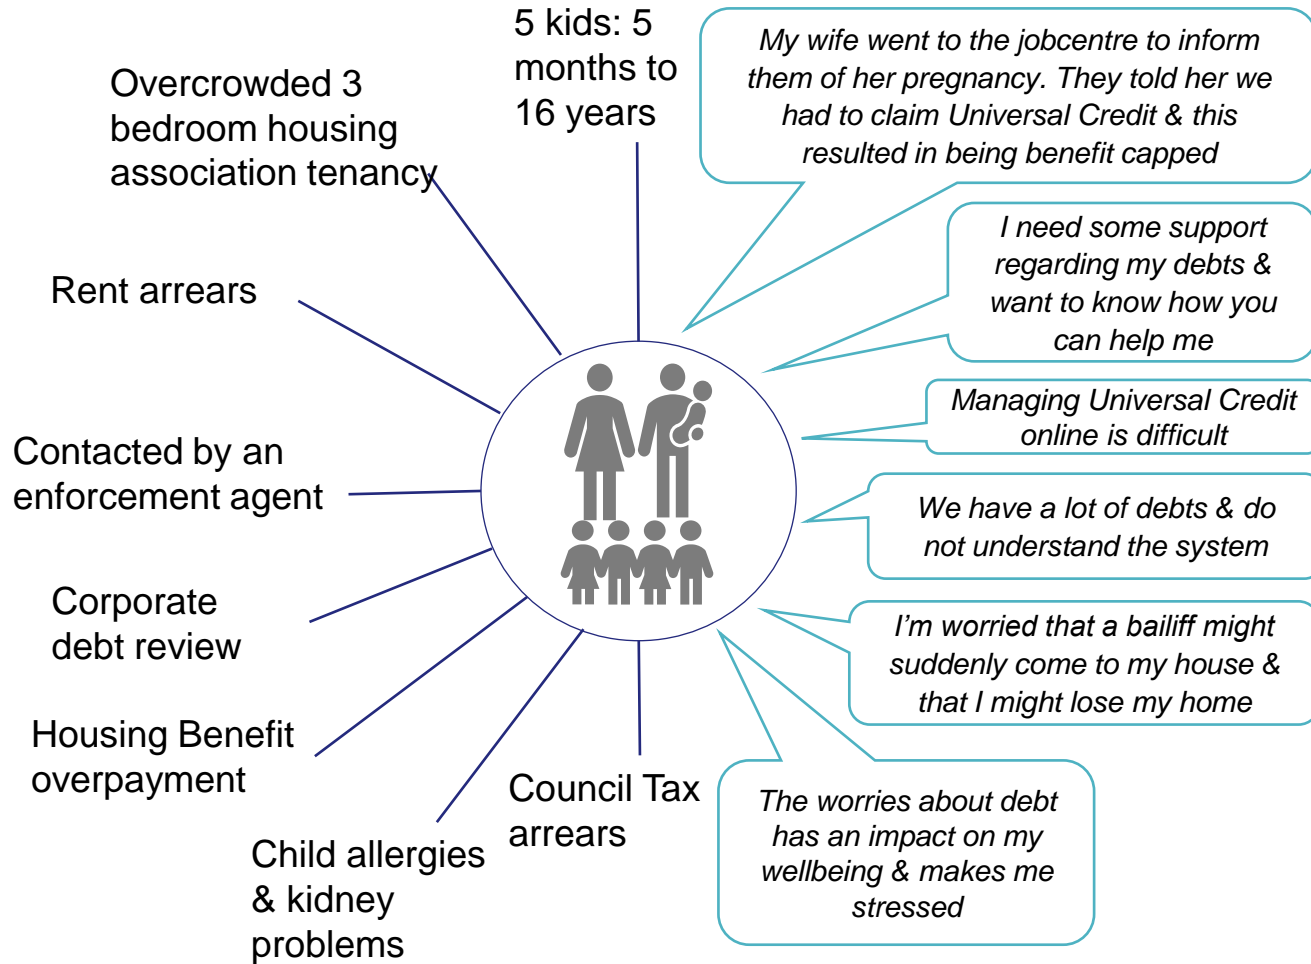 5 kids: 5
months to
16 years
Overcrowded 3
bedroom housing
association tenancy
Rent arrears
Contacted by an
enforcement agent
Corporate
debt review
Housing Benefit
overpayment
Child allergies
& kidney
problems
Council Tax
arrears
My wife went to the jobcentre to inform
them of her pregnancy. They told her we
had to claim Universal Credit & this
resulted in being benefit capped
I need some support
regarding my debts &
want to know how you
can help me
Managing Universal Credit
online is difficult
We have a lot of debts & do
not understand the system
I’m worried that a bailiff might
suddenly come to my house &
that I might lose my home
The worries about debt
has an impact on my
wellbeing & makes me
stressed